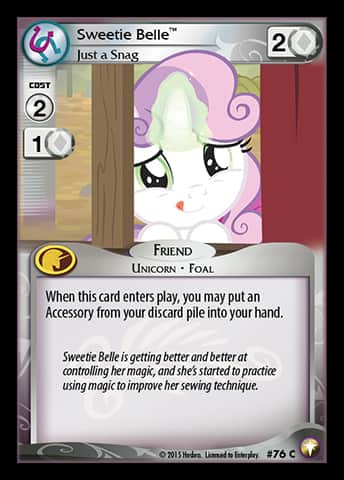 Sweetie Belle™
Just a Snag
2
COST
2
1
FRIEND
UNICORN • FOAL
When this card enters play, you may put an
Accessory from your discard pile into your hand.
Sweetie Belle is getting better and better at
controlling her magic, and she's started to practice
using magic to improve her sewing technique.
© 2015 Hasbro. Licensed to Enterplay. #76 C